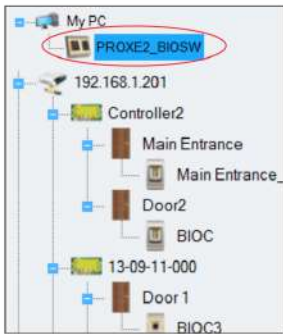 My PC
PROXE2_BIOSW
192.168.1.201
Controller2
Main Entrance
Main Entrance_
Door2
BIOC
13-09-11-000
Door 1
BIOC3